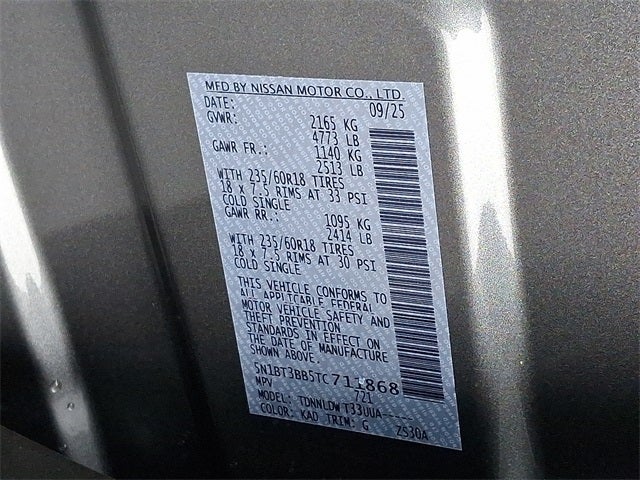 MFD BY NISSAN MOTOR CO., LTD.
DATE: 09/25
GVWR: 2165 KG
4773 LB
GAWR FR.: 1140 KG
2513 LB
WITH 235/60R18 TIRES
18 x 7.5 RIMS AT 33 PSI
COLD SINGLE
GAWR RR.: 1095 KG
2414 LB
WITH 235/60R18 TIRES
18 x 7.5 RIMS AT 30 PSI
COLD SINGLE
THIS VEHICLE CONFORMS TO
ALL APPLICABLE FEDERAL
MOTOR VEHICLE SAFETY AND
THEFT PREVENTION
STANDARDS IN EFFECT ON
THE DATE OF MANUFACTURE
SHOWN ABOVE.
5N1BT3BB5TC711868
MPV 721
MODEL: TDNNLDWT33UUA-----
COLOR: KAD TRIM: G ZS30A